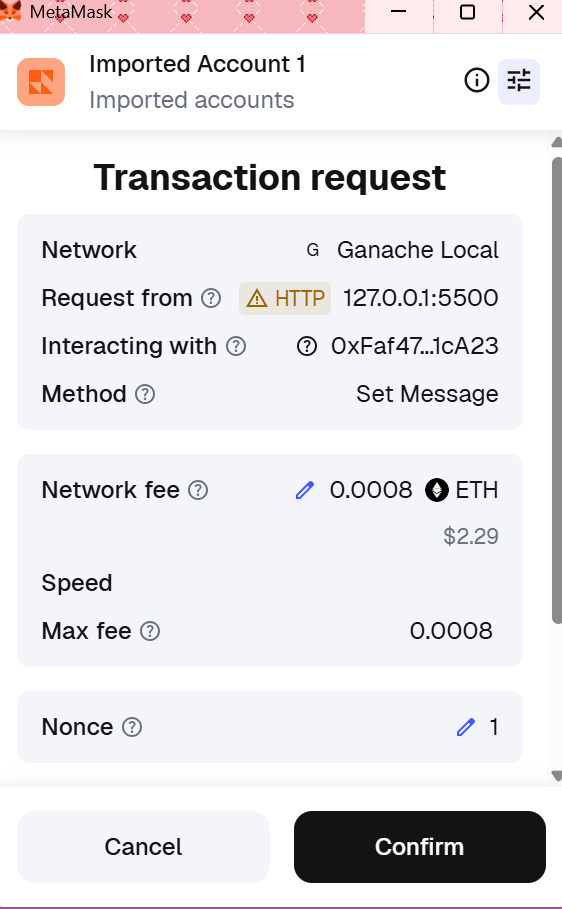 MetaMask
Imported Account 1
Imported accounts
Transaction request
Network G Ganache Local
Request from HTTP 127.0.0.1:5500
Interacting with 0xFaf47...1cA23
Method Set Message
Network fee 0.0008 ETH
$2.29
Speed
Max fee 0.0008
Nonce 1
Cancel Confirm